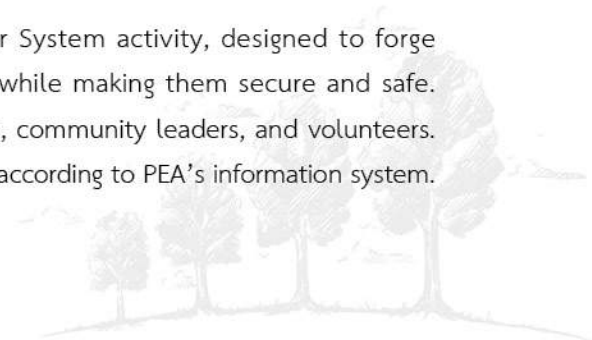 r System activity, designed to forge
while making them secure and safe.
, community leaders, and volunteers.
according to PEA’s information system.